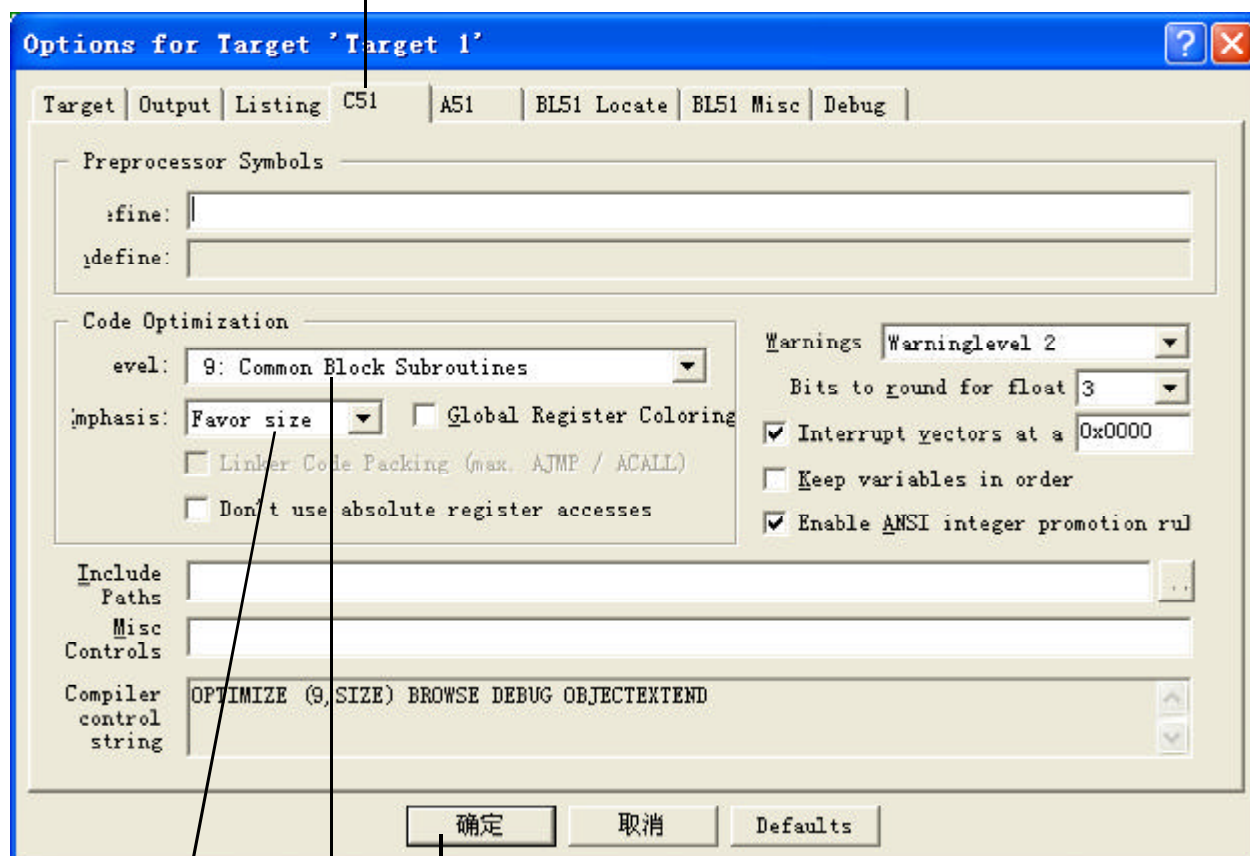 Options for Target 'Target 1'
Target Output Listing C51 A51 BL51 Locate BL51 Misc Debug
Preprocessor Symbols
efine:
define:
Code Optimization
evel: 9: Common Block Subroutines
Warnings Warninglevel 2
Bits to round for float 3
mphasis: Favor size Global Register Coloring
Interrupt vectors at a 0x0000
Linker Code Packing (max. AJMP / ACALL)
Keep variables in order
Don't use absolute register accesses
Enable ANSI integer promotion rul
Include
Paths
..
Misc
Controls
Compiler
control
string
OPTIMIZE (9,SIZE) BROWSE DEBUG OBJECTEXTEND
确定 取消 Defaults